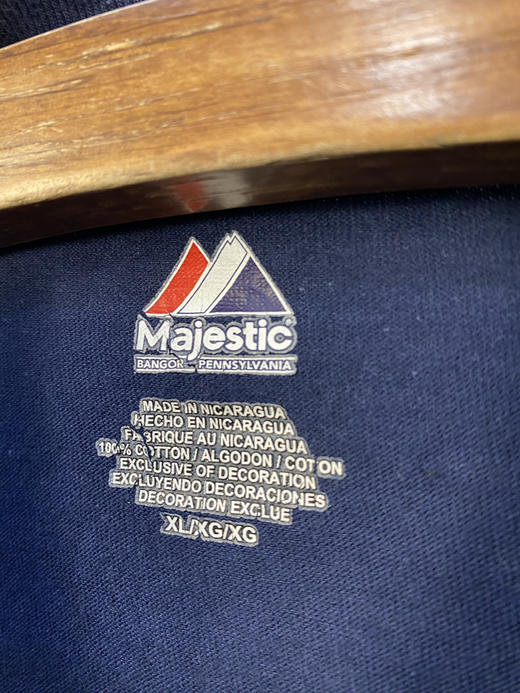 Majestic®
BANGOR PENNSYLVANIA
MADE IN NICARAGUA
HECHO EN NICARAGUA
FABRIQUE AU NICARAGUA
100% COTTON / ALGODON / COTON
EXCLUSIVE OF DECORATION
EXCLUYENDO DECORACIONES
DECORATION EXCLUE
XL/XG/XG